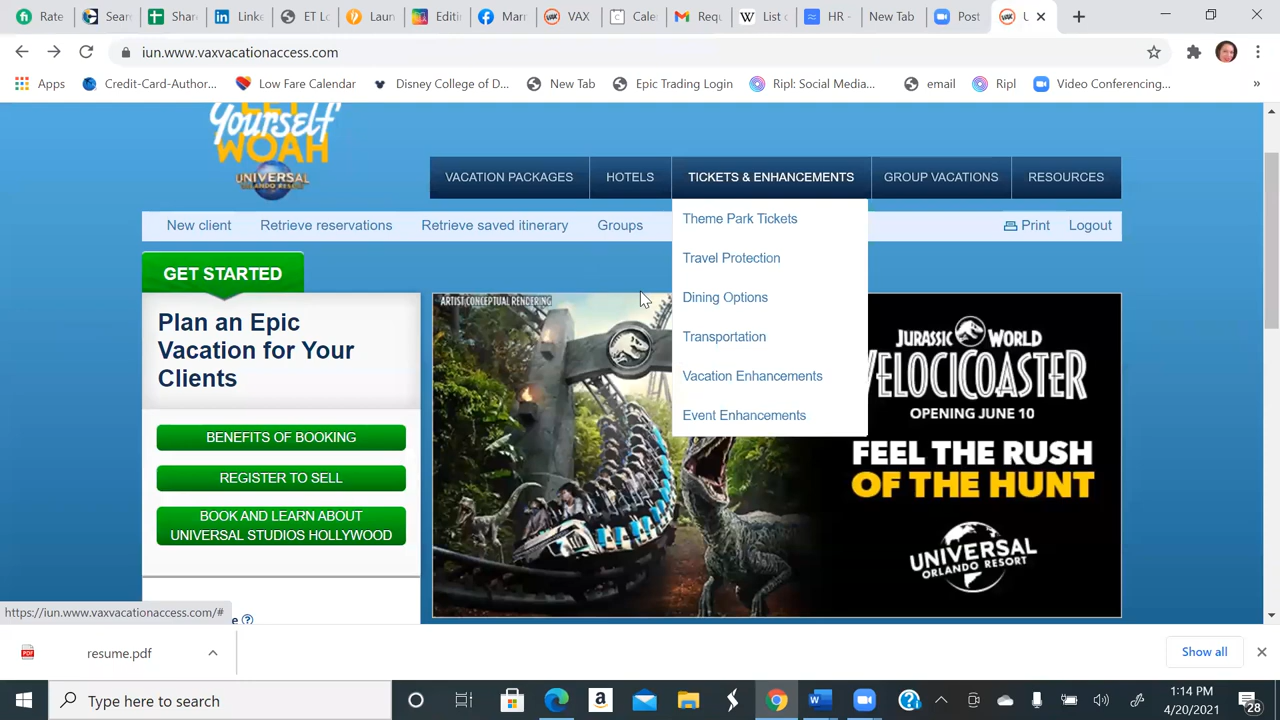 Rate
Sear
Share
Linke
ET Lo
Laun
Editi
Marr
VAX
Cale
Requ
List o
HR -
New Tab
Post
U
iun.www.vaxvacationaccess.com
Apps
Credit-Card-Author...
Low Fare Calendar
Disney College of D...
New Tab
Epic Trading Login
Ripl: Social Media...
email
Ripl
Video Conferencing...
»
LET
Yourself
WOAH
UNIVERSAL
ORLANDO RESORT
VACATION PACKAGES
HOTELS
TICKETS & ENHANCEMENTS
GROUP VACATIONS
RESOURCES
New client
Retrieve reservations
Retrieve saved itinerary
Groups
Print
Logout
Theme Park Tickets
Travel Protection
Dining Options
Transportation
Vacation Enhancements
Event Enhancements
GET STARTED
Plan an Epic
Vacation for Your
Clients
BENEFITS OF BOOKING
REGISTER TO SELL
BOOK AND LEARN ABOUT
UNIVERSAL STUDIOS HOLLYWOOD
ARTIST CONCEPTUAL RENDERING
JURASSIC WORLD
VELOCICOASTER
OPENING JUNE 10
FEEL THE RUSH
OF THE HUNT
UNIVERSAL
ORLANDO RESORT
https://iun.www.vaxvacationaccess.com/#
e ?
resume.pdf
Show all
Type here to search
1:14 PM
4/20/2021
28